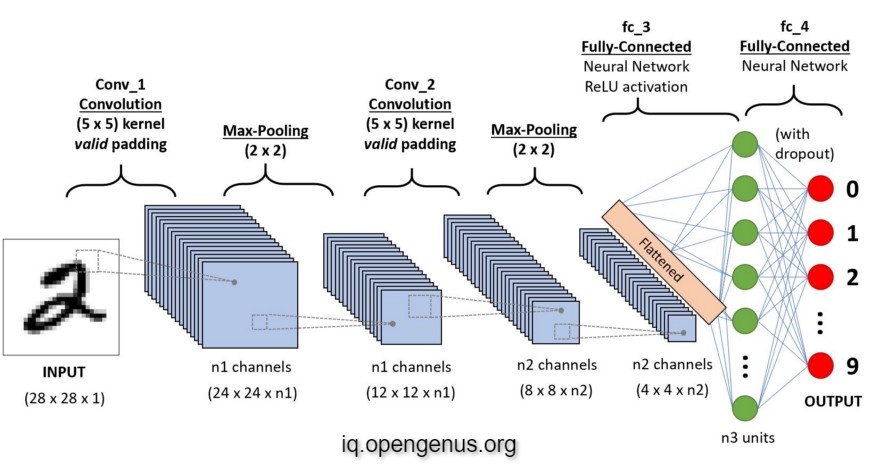 fc_3
Fully-Connected
Neural Network
ReLU activation
fc_4
Fully-Connected
Neural Network
Conv_1
Convolution
(5 x 5) kernel
valid padding
Max-Pooling
(2 x 2)
Conv_2
Convolution
(5 x 5) kernel
valid padding
Max-Pooling
(2 x 2)
(with
dropout)
0
1
2
9
Flattened
INPUT
(28 x 28 x 1)
n1 channels
(24 x 24 x n1)
n1 channels
(12 x 12 x n1)
n2 channels
(8 x 8 x n2)
n2 channels
(4 x 4 x n2)
OUTPUT
n3 units
2
iq.opengenus.org